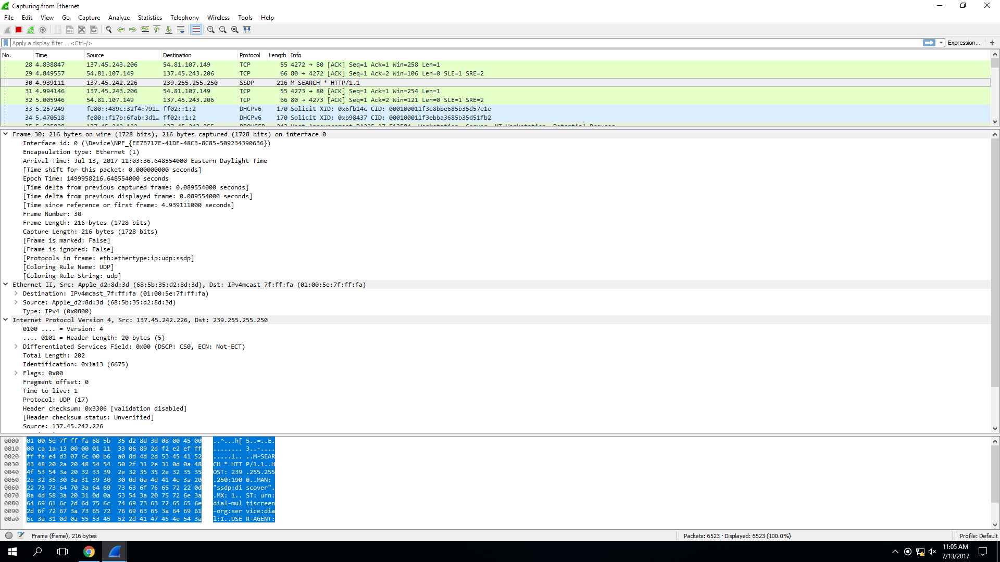 Capturing from Ethernet
File Edit View Go Capture Analyze Statistics Telephony Wireless Tools Help
Apply a display filter ... <Ctrl-/> Expression... +
No. Time Source Destination Protocol Length Info
28 4.838847 137.45.243.206 54.81.107.149 TCP 55 4272 → 80 [ACK] Seq=1 Ack=1 Win=258 Len=1
29 4.849557 54.81.107.149 137.45.243.206 TCP 66 80 → 4272 [ACK] Seq=1 Ack=2 Win=106 Len=0 SLE=1 SRE=2
30 4.939111 137.45.242.226 239.255.255.250 SSDP 216 M-SEARCH * HTTP/1.1
31 4.994146 137.45.243.206 54.81.107.149 TCP 55 4273 → 80 [ACK] Seq=1 Ack=1 Win=254 Len=1
32 5.005946 54.81.107.149 137.45.243.206 TCP 66 80 → 4273 [ACK] Seq=1 Ack=2 Win=121 Len=0 SLE=1 SRE=2
33 5.257249 fe80::489c:32f4:791... ff02::1:2 DHCPv6 170 Solicit XID: 0x6fb14c CID: 000100011f3e8bbe685b35d57e1e
34 5.470518 fe80::f17b:6fab:3d1... ff02::1:2 DHCPv6 170 Solicit XID: 0xb98437 CID: 000100011f3ebba3685b35d51fb2
Frame 30: 216 bytes on wire (1728 bits), 216 bytes captured (1728 bits) on interface 0
Interface id: 0 (\Device\NPF_{EE7B717E-41DF-48C3-8C85-509234390636})
Encapsulation type: Ethernet (1)
Arrival Time: Jul 13, 2017 11:03:36.648554000 Eastern Daylight Time
[Time shift for this packet: 0.000000000 seconds]
Epoch Time: 1499958216.648554000 seconds
[Time delta from previous captured frame: 0.089554000 seconds]
[Time delta from previous displayed frame: 0.089554000 seconds]
[Time since reference or first frame: 4.939111000 seconds]
Frame Number: 30
Frame Length: 216 bytes (1728 bits)
Capture Length: 216 bytes (1728 bits)
[Frame is marked: False]
[Frame is ignored: False]
[Protocols in frame: eth:ethertype:ip:udp:ssdp]
[Coloring Rule Name: UDP]
[Coloring Rule String: udp]
Ethernet II, Src: Apple_d2:8d:3d (68:5b:35:d2:8d:3d), Dst: IPv4mcast_7f:ff:fa (01:00:5e:7f:ff:fa)
Destination: IPv4mcast_7f:ff:fa (01:00:5e:7f:ff:fa)
Source: Apple_d2:8d:3d (68:5b:35:d2:8d:3d)
Type: IPv4 (0x0800)
Internet Protocol Version 4, Src: 137.45.242.226, Dst: 239.255.255.250
0100 .... = Version: 4
.... 0101 = Header Length: 20 bytes (5)
Differentiated Services Field: 0x00 (DSCP: CS0, ECN: Not-ECT)
Total Length: 202
Identification: 0x1a13 (6675)
Flags: 0x00
Fragment offset: 0
Time to live: 1
Protocol: UDP (17)
Header checksum: 0x3306 [validation disabled]
[Header checksum status: Unverified]
Source: 137.45.242.226
0000 01 00 5e 7f ff fa 68 5b 35 d2 8d 3d 08 00 45 00 ..^...h[ 5..=..E.
0010 00 ca 1a 13 00 00 01 11 33 06 89 2d f2 e2 ef ff ........ 3..-....
0020 ff fa e4 d3 07 6c 00 b6 a0 8d 4d 2d 53 45 41 52 .....l.. ..M-SEAR
0030 43 48 20 2a 20 48 54 54 50 2f 31 2e 31 0d 0a 48 CH * HTT P/1.1..H
0040 4f 53 54 3a 20 32 33 39 2e 32 35 35 2e 32 35 35 OST: 239 .255.255
0050 2e 32 35 30 3a 31 39 30 30 0d 0a 4d 41 4e 3a 20 .250:190 0..MAN:
0060 22 73 73 64 70 3a 64 69 73 63 6f 76 65 72 22 0d "ssdp:di scover".
0070 0a 4d 58 3a 20 31 0d 0a 53 54 3a 20 75 72 6e 3a .MX: 1.. ST: urn:
0080 64 69 61 6c 2d 6d 75 6c 74 69 73 63 72 65 65 6e dial-mul tiscreen
0090 2d 6f 72 67 3a 73 65 72 76 69 63 65 3a 64 69 61 -org:ser vice:dia
00a0 6c 3a 31 0d 0a 55 53 45 52 2d 41 47 45 4e 54 3a l:1..USE R-AGENT:
Frame (frame), 216 bytes Packets: 6523 · Displayed: 6523 (100.0%) Profile: Default
11:05 AM
7/13/2017